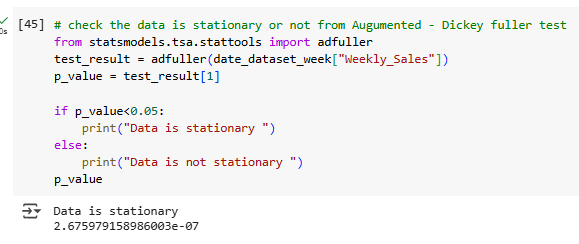 [45] # check the data is stationary or not from Augumented - Dickey fuller test
from statsmodels.tsa.stattools import adfuller
test_result = adfuller(date_dataset_week["Weekly_Sales"])
p_value = test_result[1]
if p_value<0.05:
    print("Data is stationary ")
else:
    print("Data is not stationary ")
p_value
Data is stationary
2.675979158986003e-07